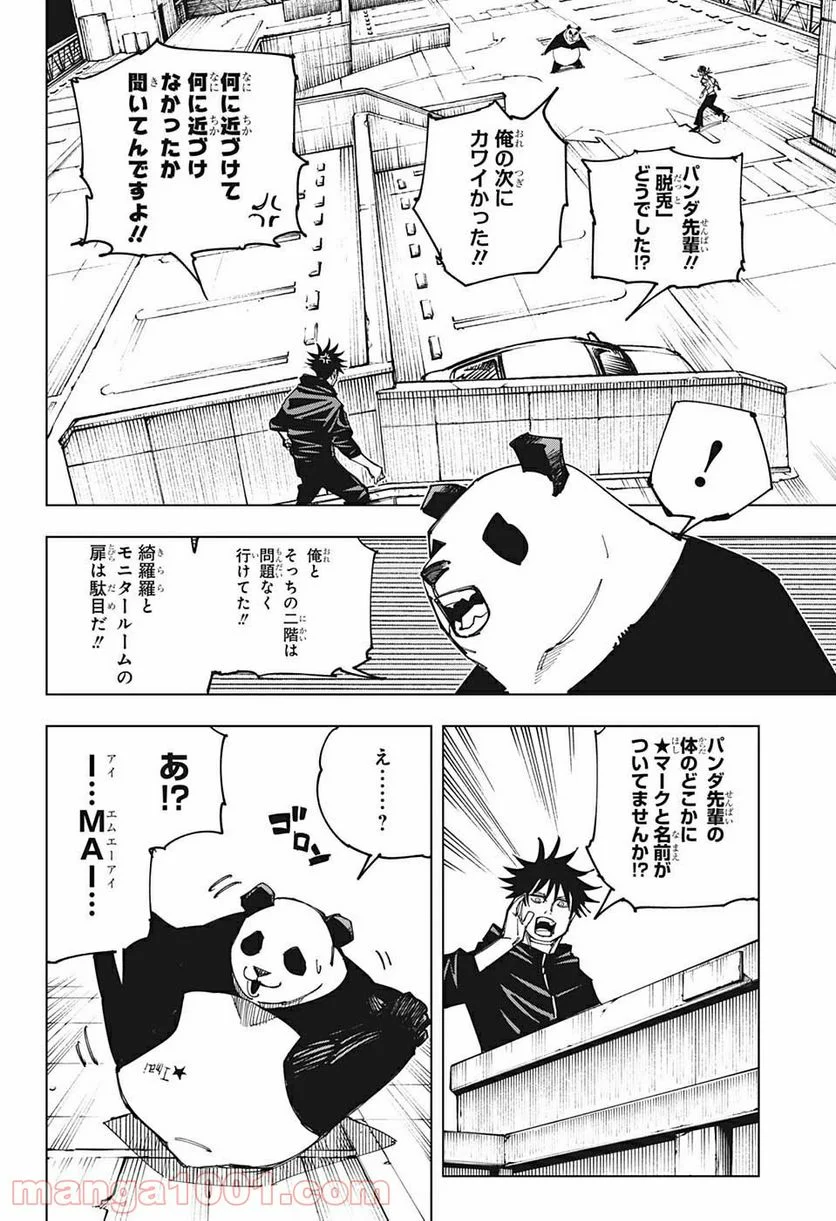 パンダ先輩!!
「脱兎」
どうでした!?
俺の次に
カワイかった!!
何に近づけて
何に近づけ
なかったか
聞いてんですよ!!
!
俺と
そっちの二階は
問題なく
行けてた!!
綺羅羅と
モニタールームの
扉は駄目だ!!
パンダ先輩の
体のどこかに
★マークと名前が
ついてませんか!?
え……?
あ!?
I…MAI…
★Imai
manga1001.com